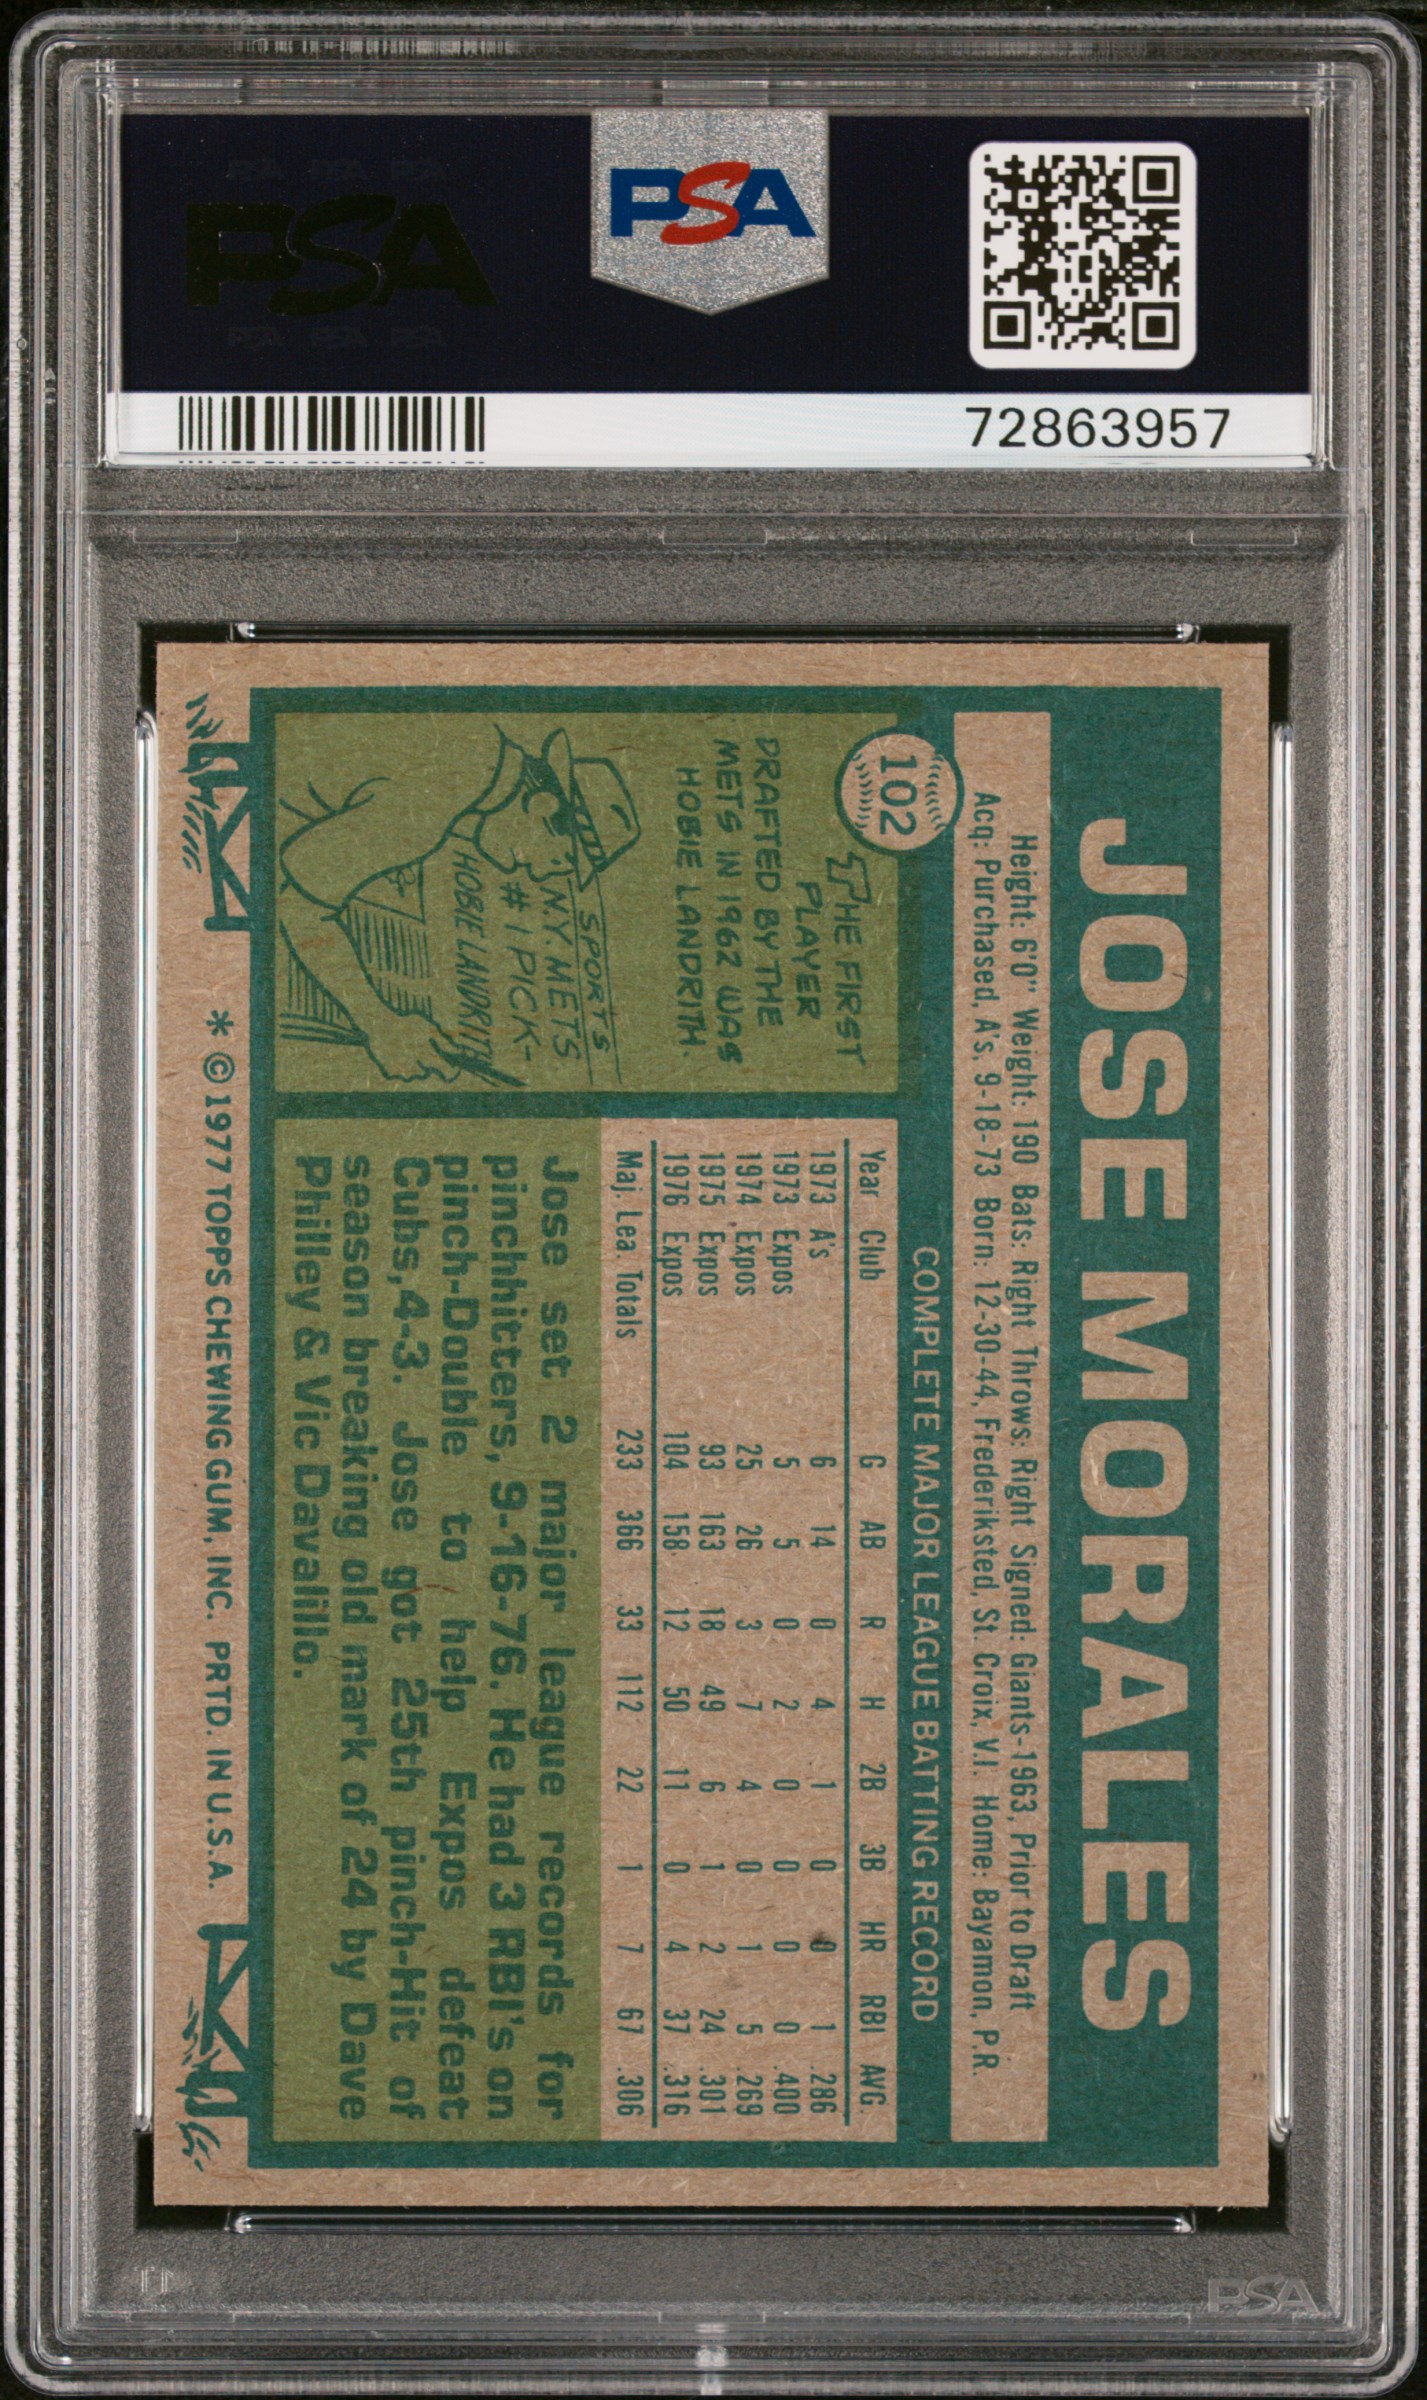 PSA
PSA PSA PSA
PSA
PSA PSA PSA
72863957
JOSE MORALES
Height: 6'0" Weight: 190 Bats: Right Throws: Right Signed: Giants-1963, Prior to Draft
Acq: Purchased, A's, 9-18-73 Born: 12-30-44, Frederiksted, St. Croix, V.I. Home: Bayamon, P.R.
102
COMPLETE MAJOR LEAGUE BATTING RECORD
THE FIRST
PLAYER
DRAFTED BY THE
METS IN 1962 WAS
HOBIE LANDRITH.
SPORTS
N.Y. METS
#1 PICK-
HOBIE LANDRITH
Year Club G AB R H 2B 3B HR RBI AVG.
1973 A's 6 14 0 4 1 0 0 1 .286
1973 Expos 5 5 0 2 0 0 0 0 .400
1974 Expos 25 26 3 7 4 0 1 5 .269
1975 Expos 93 163 18 49 6 1 2 24 .301
1976 Expos 104 158 12 50 11 0 4 37 .316
Maj. Lea. Totals 233 366 33 112 22 1 7 67 .306
Jose set 2 major league records for
pinchhitters, 9-16-76. He had 3 RBI's on
pinch-Double to help Expos defeat
Cubs, 4-3. Jose got 25th pinch-Hit of
season breaking old mark of 24 by Dave
Philley & Vic Davalillo.
* © 1977 TOPPS CHEWING GUM, INC. PRTD. IN U.S.A.
PSA